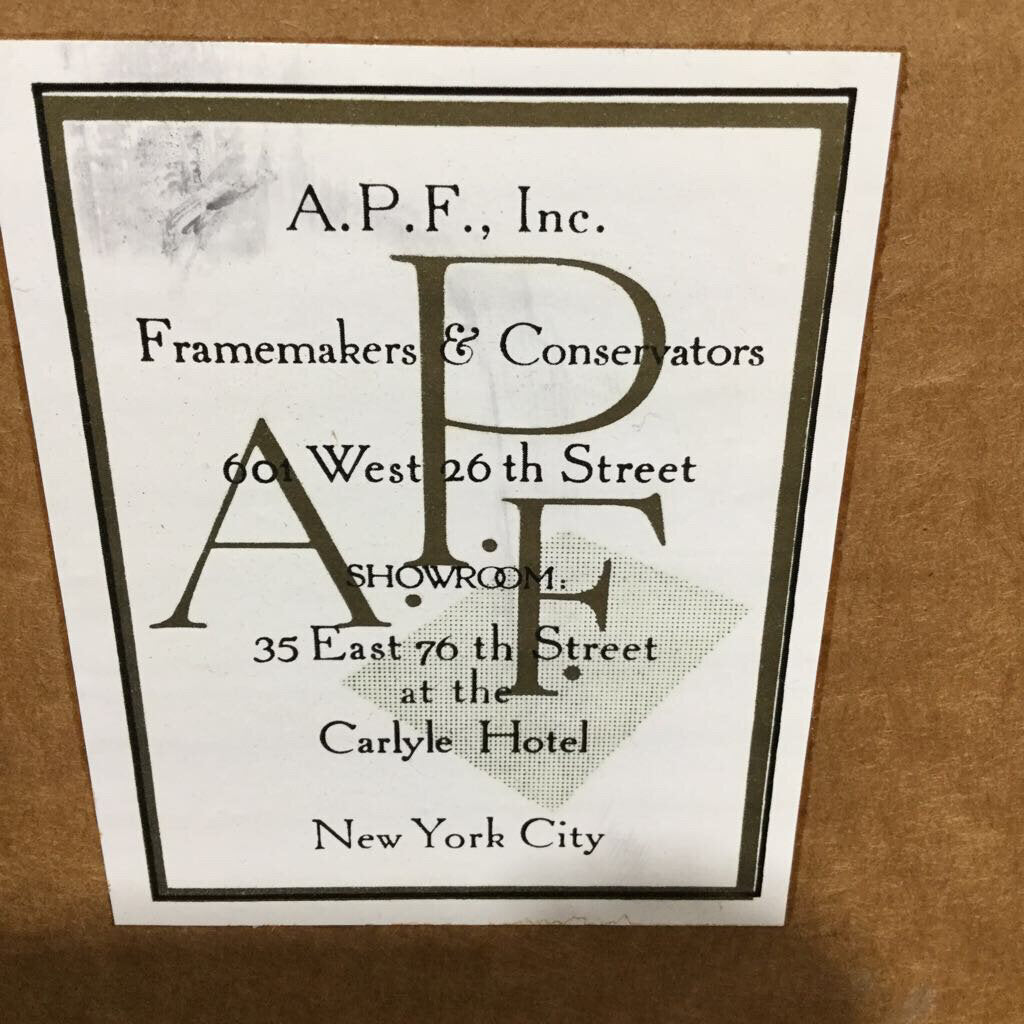 A.P.F., Inc.
Framemakers & Conservators
601 West 26 th Street
A.P.F.
SHOWROOM:
35 East 76 th Street
at the
Carlyle Hotel
New York City